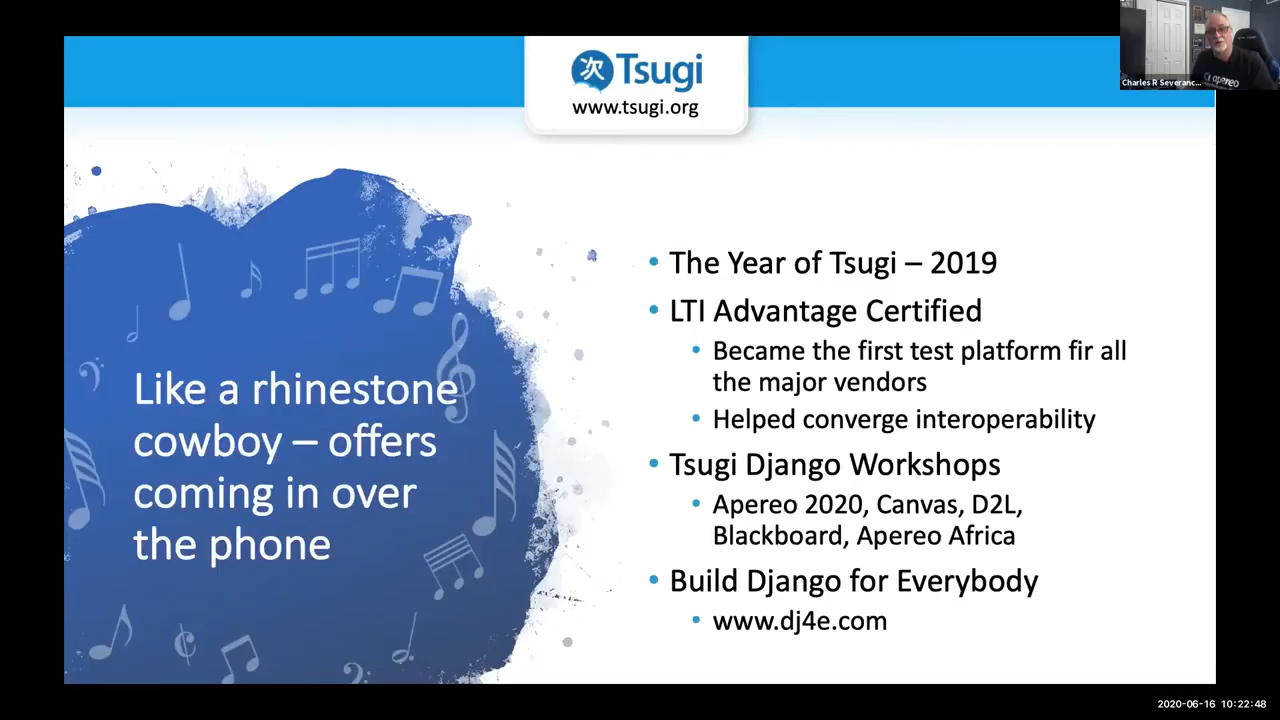 次 Tsugi
www.tsugi.org
Charles R Severanc...
apereo
Like a rhinestone
cowboy – offers
coming in over
the phone
• The Year of Tsugi – 2019
• LTI Advantage Certified
• Became the first test platform fir all
the major vendors
• Helped converge interoperability
• Tsugi Django Workshops
• Apereo 2020, Canvas, D2L,
Blackboard, Apereo Africa
• Build Django for Everybody
• www.dj4e.com
2020-06-16 10:22:48